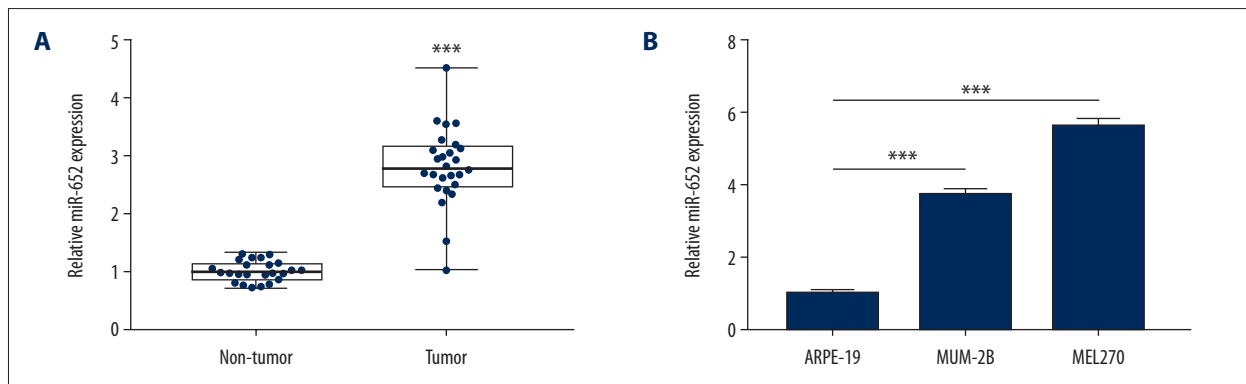 A
Relative miR-652 expression
5
4
3
2
1
0
***
Non-tumor
Tumor
B
Relative miR-652 expression
8
6
4
2
0
***
***
ARPE-19
MUM-2B
MEL270